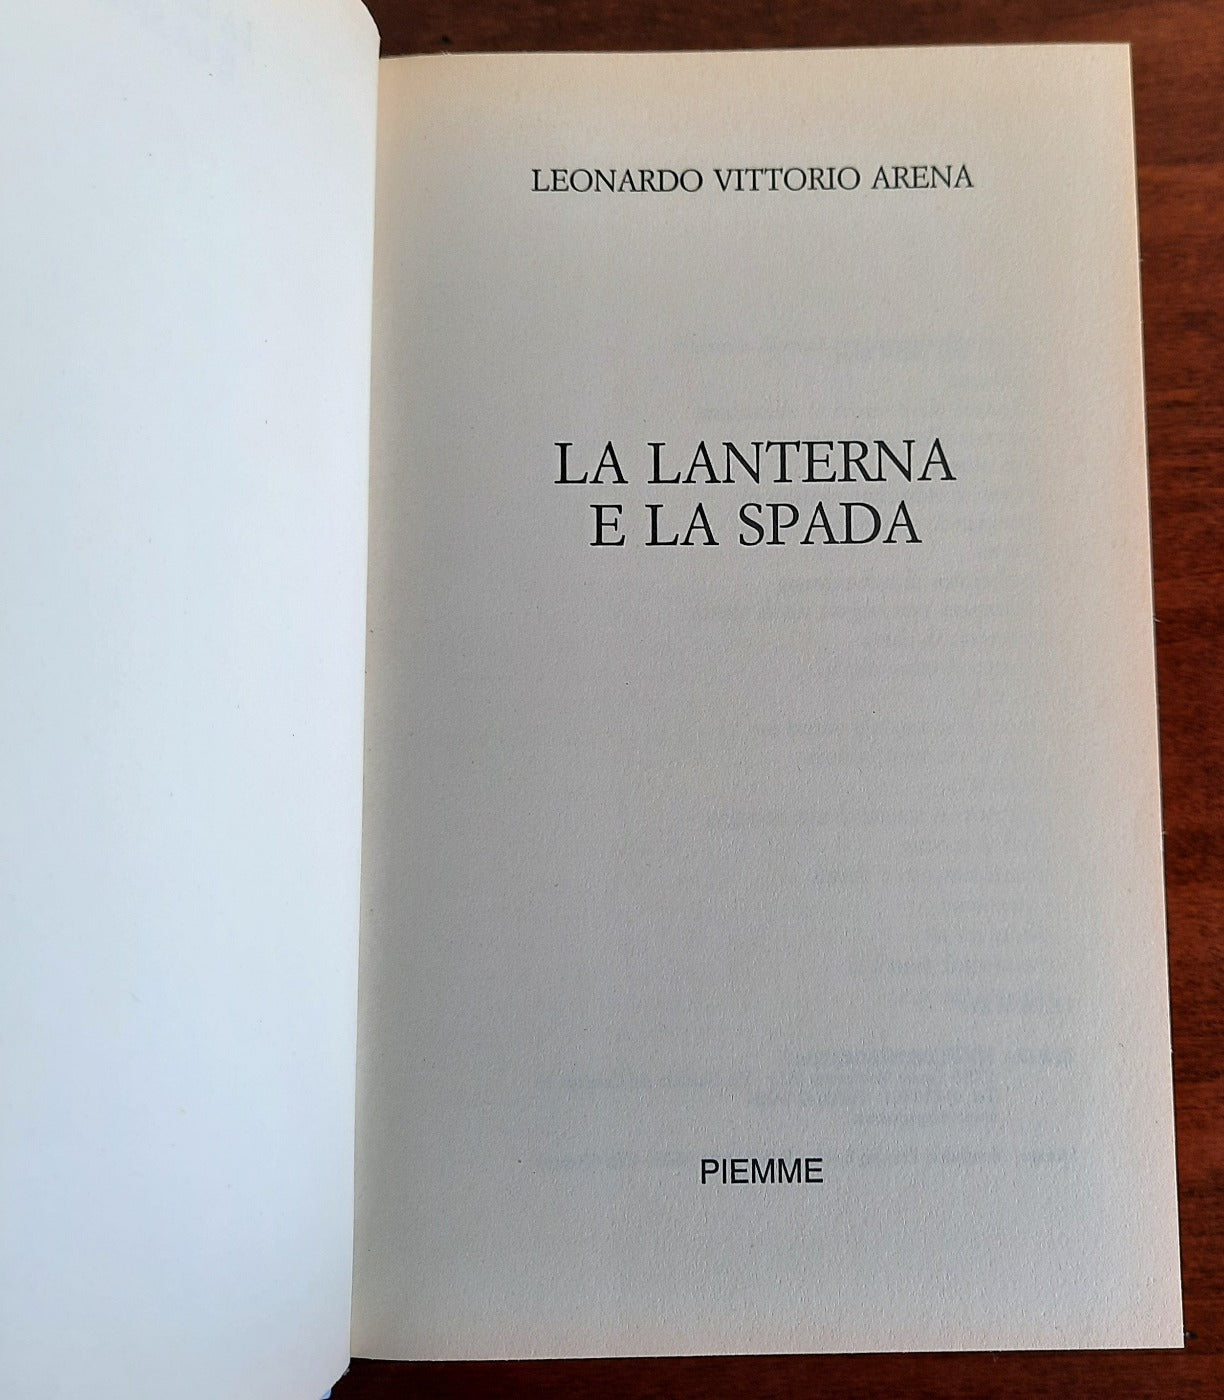 LEONARDO VITTORIO ARENA
LA LANTERNA
E LA SPADA
PIEMME